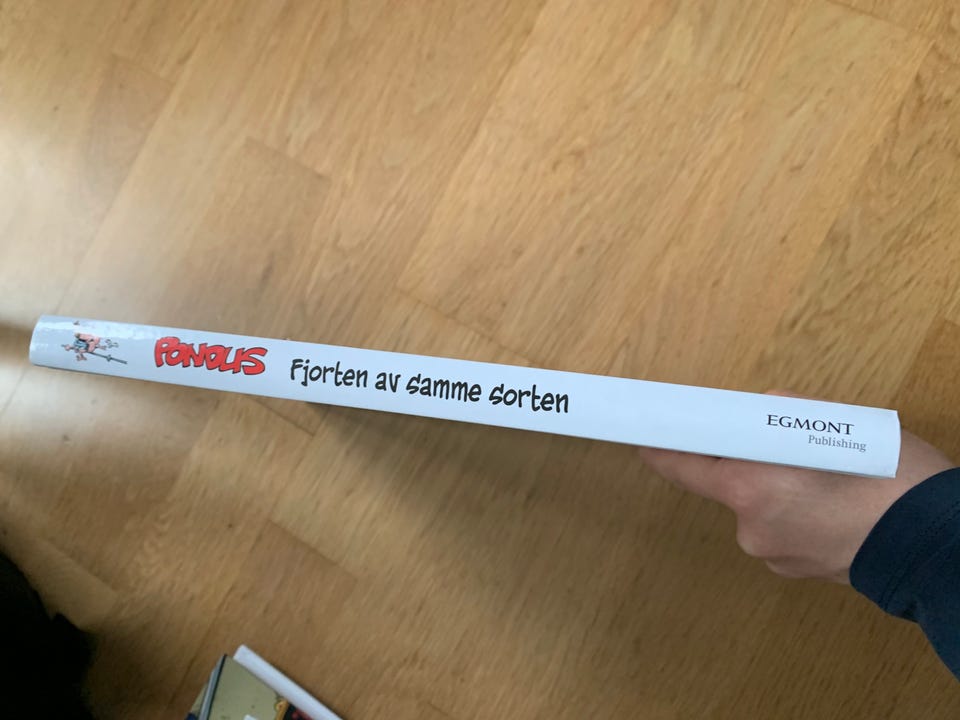 PONDUS
Fjorten av samme sorten
EGMONT
Publishing